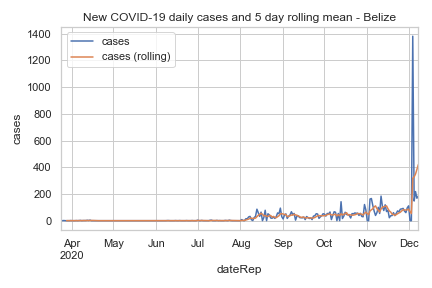 New COVID-19 daily cases and 5 day rolling mean - Belize
1400
1200
1000
800
600
400
200
0
cases
cases
cases (rolling)
Apr May Jun Jul Aug Sep Oct Nov Dec
2020
dateRep